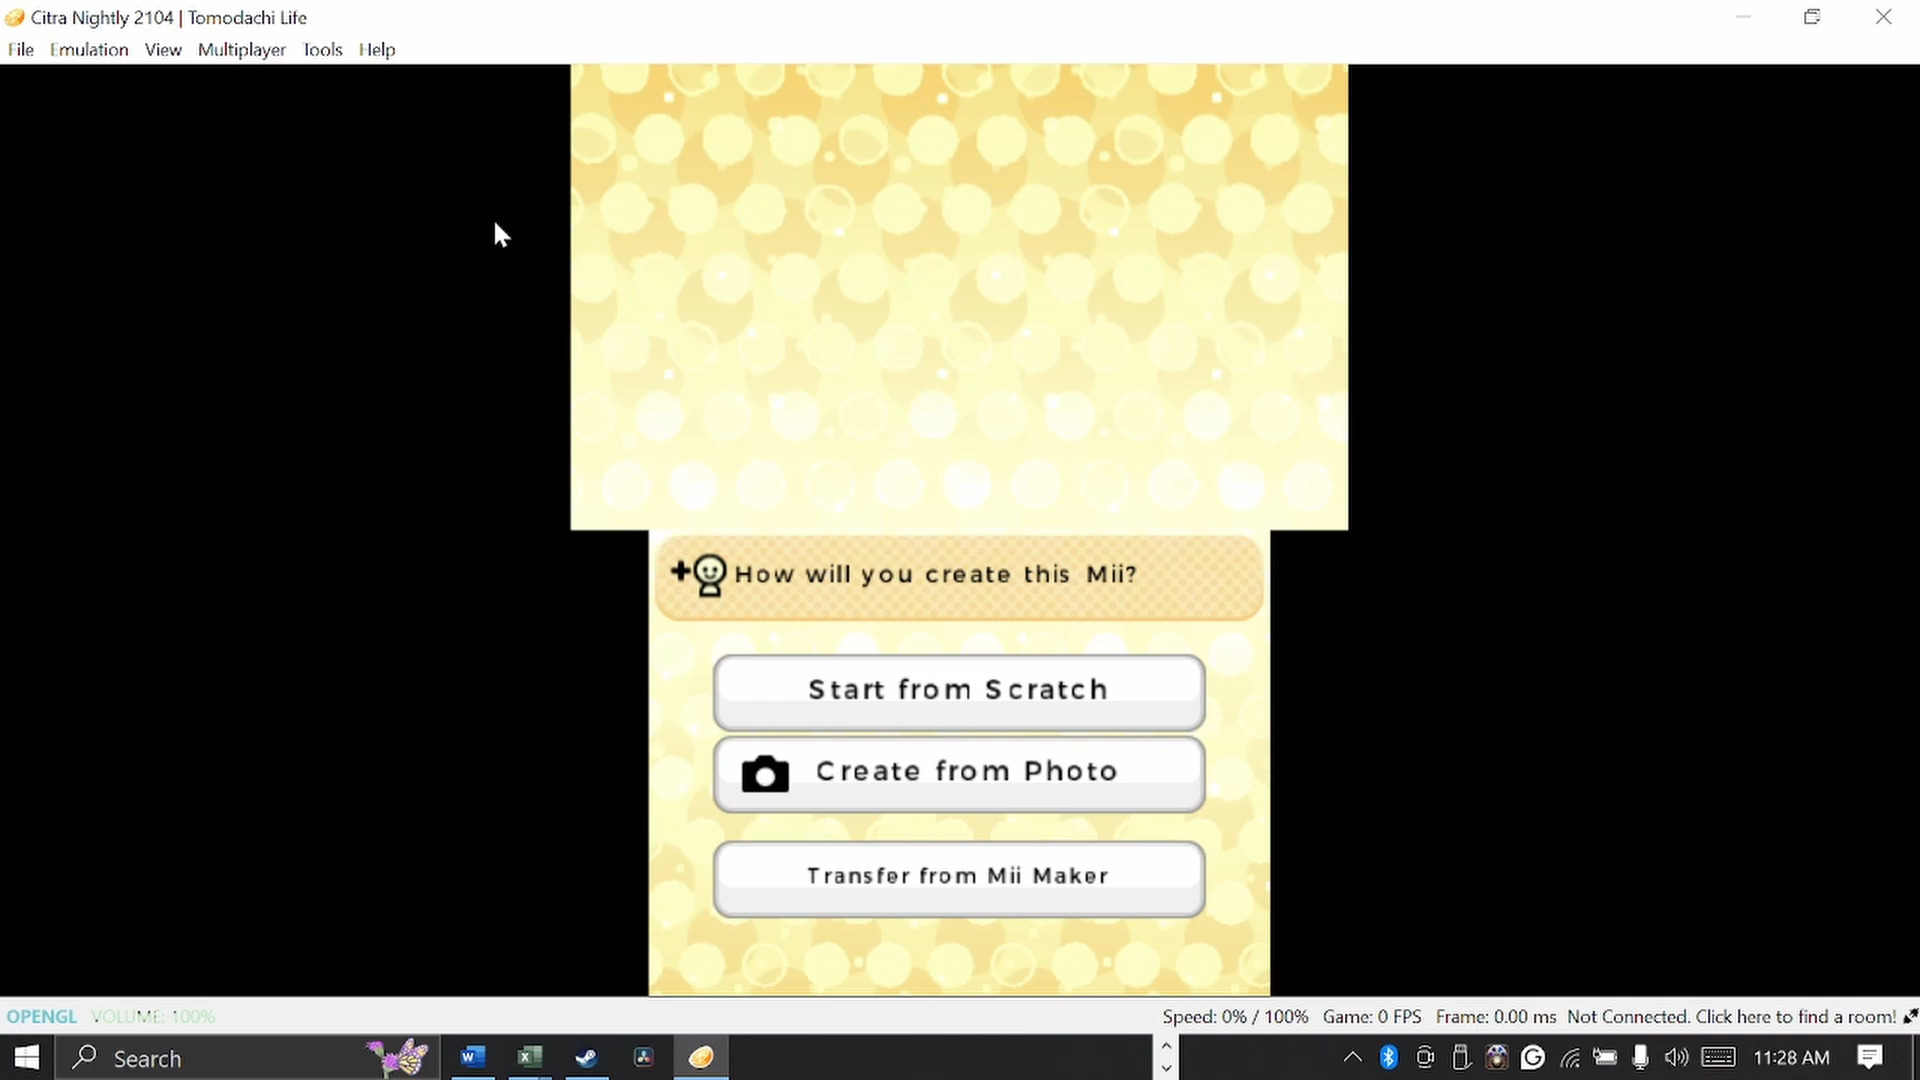 Citra Nightly 2104 | Tomodachi Life
File Emulation View Multiplayer Tools Help
+ How will you create this Mii?
Start from Scratch
Create from Photo
Transfer from Mii Maker
OPENGL VOLUME: 100% Speed: 0% / 100% Game: 0 FPS Frame: 0.00 ms Not Connected. Click here to find a room!
Search 11:28 AM